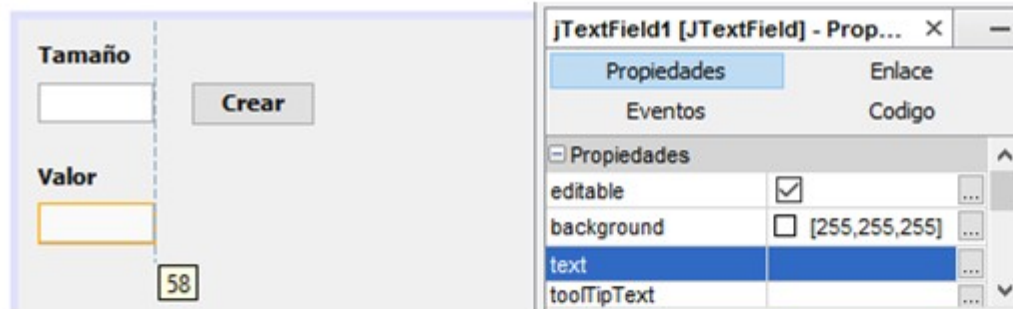 Tamaño
Crear
Valor
58
jTextField1 [JTextField] - Prop...
Propiedades Enlace
Eventos Codigo
Propiedades
editable
background [255,255,255] ...
text ...
toolTipText ...